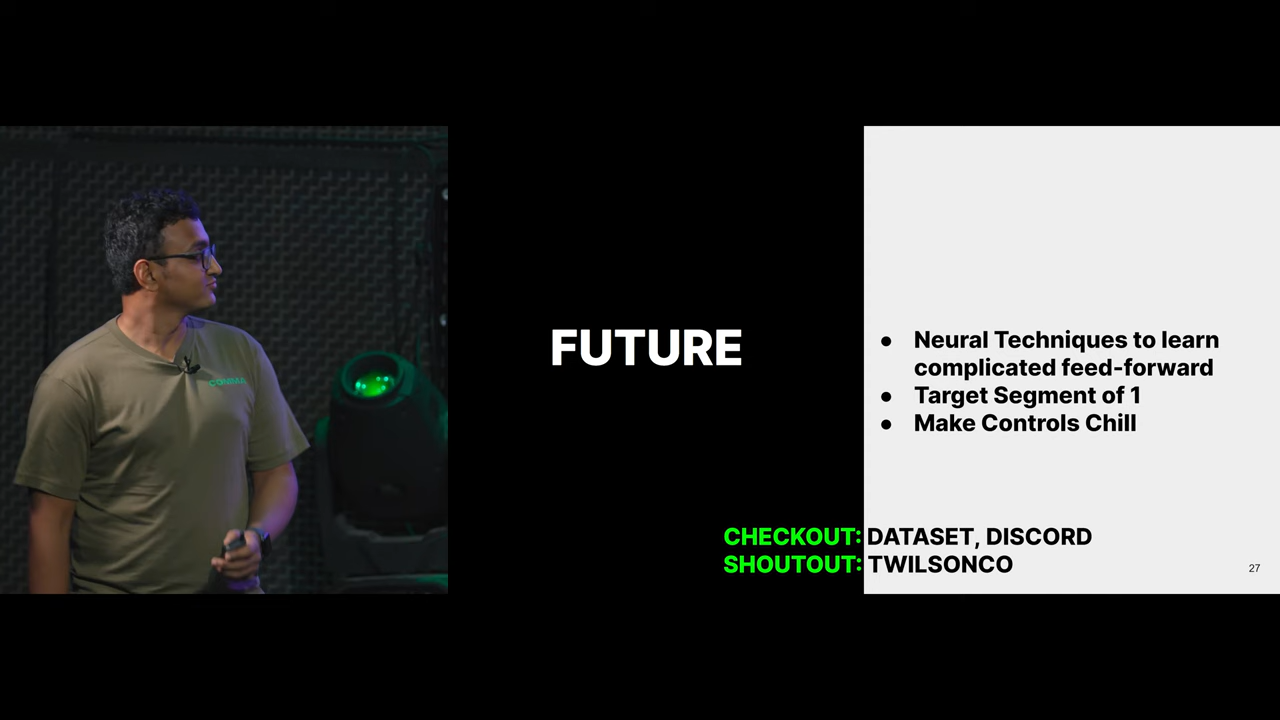 COMMA
FUTURE
● Neural Techniques to learn
complicated feed-forward
● Target Segment of 1
● Make Controls Chill
CHECKOUT: DATASET, DISCORD
SHOUTOUT: TWILSONCO
27